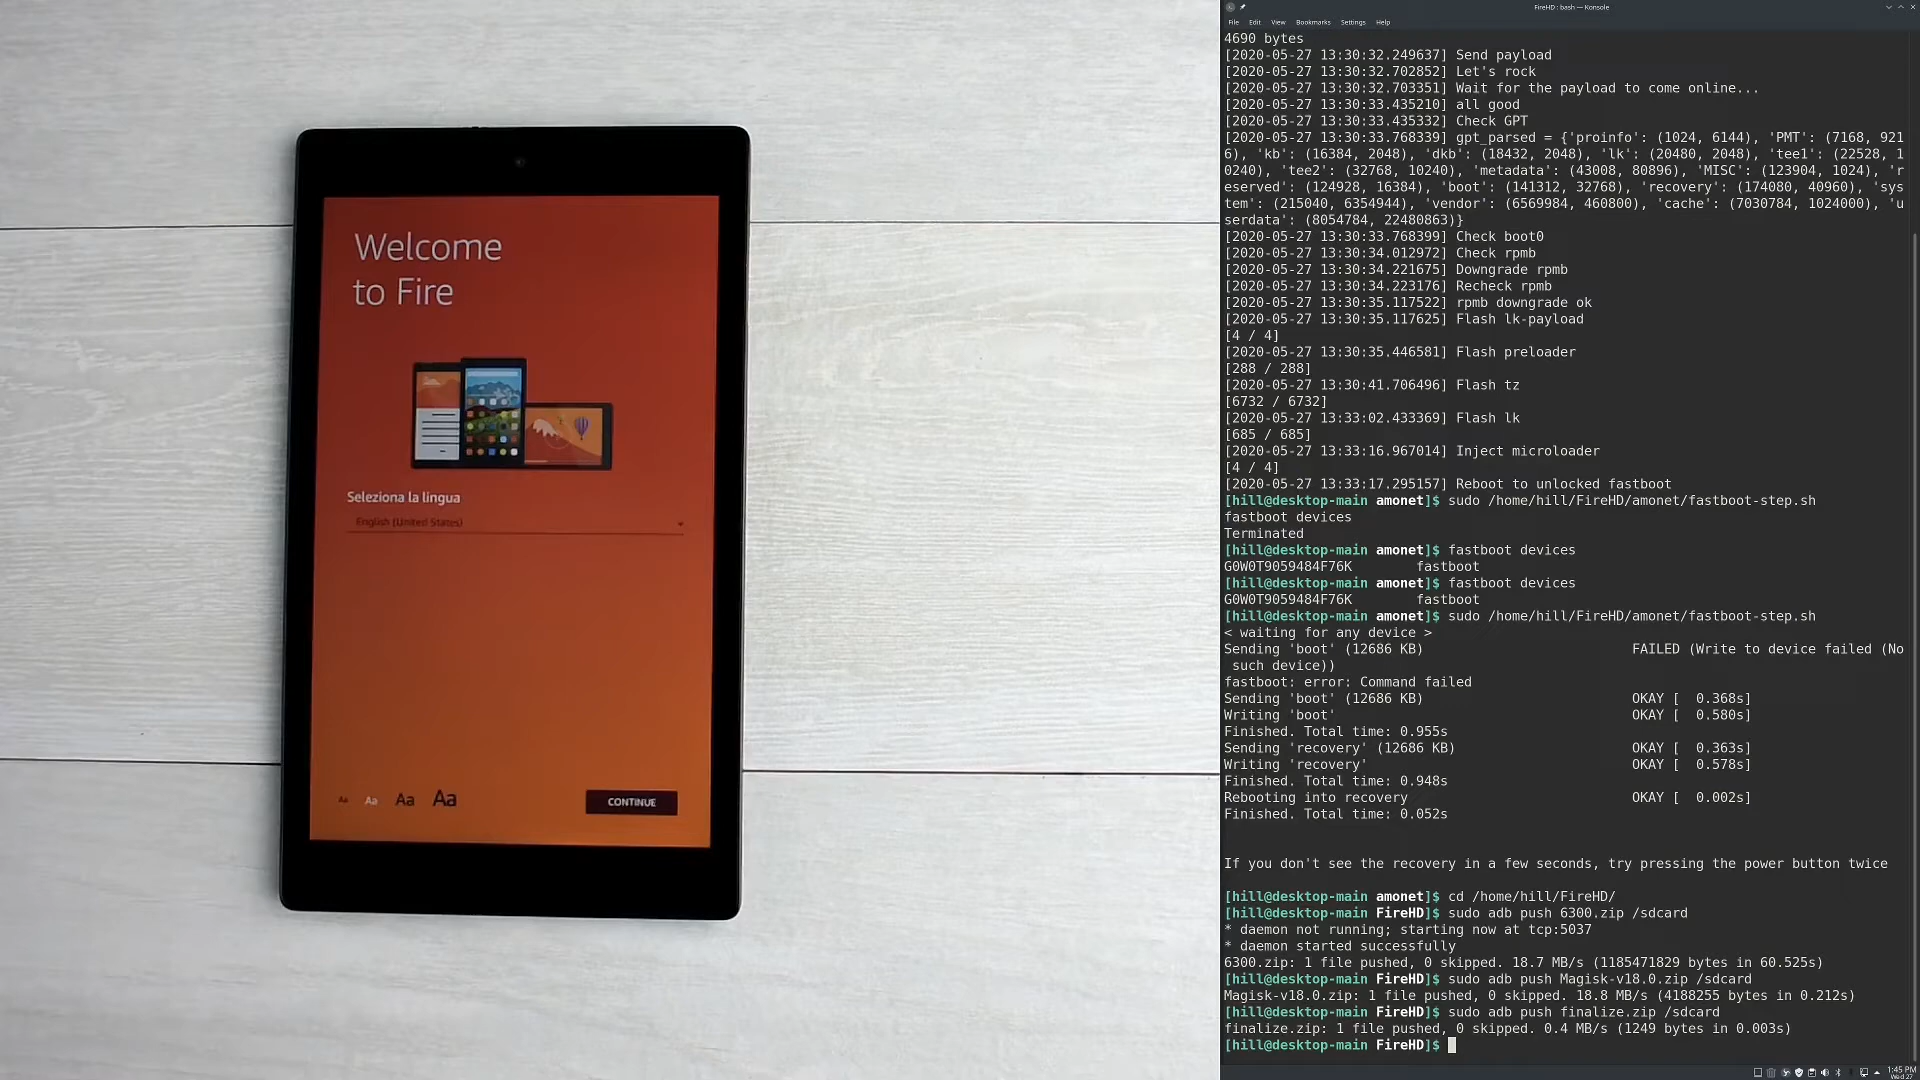 Welcome
to Fire
Seleziona la lingua
English (United States)
Aa Aa Aa Aa
CONTINUE
FireHD : bash — Konsole
File Edit View Bookmarks Settings Help
4690 bytes
[2020-05-27 13:30:32.249637] Send payload
[2020-05-27 13:30:32.702852] Let's rock
[2020-05-27 13:30:32.703351] Wait for the payload to come online...
[2020-05-27 13:30:33.435210] all good
[2020-05-27 13:30:33.435332] Check GPT
[2020-05-27 13:30:33.768339] gpt_parsed = {'proinfo': (1024, 6144), 'PMT': (7168, 921
6), 'kb': (16384, 2048), 'dkb': (18432, 2048), 'lk': (20480, 2048), 'tee1': (22528, 1
0240), 'tee2': (32768, 10240), 'metadata': (43008, 80896), 'MISC': (123904, 1024), 'r
eserved': (124928, 16384), 'boot': (141312, 32768), 'recovery': (174080, 40960), 'sys
tem': (215040, 6354944), 'vendor': (6569984, 460800), 'cache': (7030784, 1024000), 'u
serdata': (8054784, 22480863)}
[2020-05-27 13:30:33.768399] Check boot0
[2020-05-27 13:30:34.012972] Check rpmb
[2020-05-27 13:30:34.221675] Downgrade rpmb
[2020-05-27 13:30:34.223176] Recheck rpmb
[2020-05-27 13:30:35.117522] rpmb downgrade ok
[2020-05-27 13:30:35.117625] Flash lk-payload
[4 / 4]
[2020-05-27 13:30:35.446581] Flash preloader
[288 / 288]
[2020-05-27 13:30:41.706496] Flash tz
[6732 / 6732]
[2020-05-27 13:33:02.433369] Flash lk
[685 / 685]
[2020-05-27 13:33:16.967014] Inject microloader
[4 / 4]
[2020-05-27 13:33:17.295157] Reboot to unlocked fastboot
[hill@desktop-main amonet]$ sudo /home/hill/FireHD/amonet/fastboot-step.sh
fastboot devices
Terminated
[hill@desktop-main amonet]$ fastboot devices
G0W0T9059484F76K fastboot
[hill@desktop-main amonet]$ fastboot devices
G0W0T9059484F76K fastboot
[hill@desktop-main amonet]$ sudo /home/hill/FireHD/amonet/fastboot-step.sh
< waiting for any device >
Sending 'boot' (12686 KB) FAILED (Write to device failed (No
such device))
fastboot: error: Command failed
Sending 'boot' (12686 KB) OKAY [ 0.368s]
Writing 'boot' OKAY [ 0.580s]
Finished. Total time: 0.955s
Sending 'recovery' (12686 KB) OKAY [ 0.363s]
Writing 'recovery' OKAY [ 0.578s]
Finished. Total time: 0.948s
Rebooting into recovery OKAY [ 0.002s]
Finished. Total time: 0.052s
If you don't see the recovery in a few seconds, try pressing the power button twice
[hill@desktop-main amonet]$ cd /home/hill/FireHD/
[hill@desktop-main FireHD]$ sudo adb push 6300.zip /sdcard
* daemon not running; starting now at tcp:5037
* daemon started successfully
6300.zip: 1 file pushed, 0 skipped. 18.7 MB/s (1185471829 bytes in 60.525s)
[hill@desktop-main FireHD]$ sudo adb push Magisk-v18.0.zip /sdcard
Magisk-v18.0.zip: 1 file pushed, 0 skipped. 18.8 MB/s (4188255 bytes in 0.212s)
[hill@desktop-main FireHD]$ sudo adb push finalize.zip /sdcard
finalize.zip: 1 file pushed, 0 skipped. 0.4 MB/s (1249 bytes in 0.003s)
[hill@desktop-main FireHD]$
1:45 PM
Wed 27